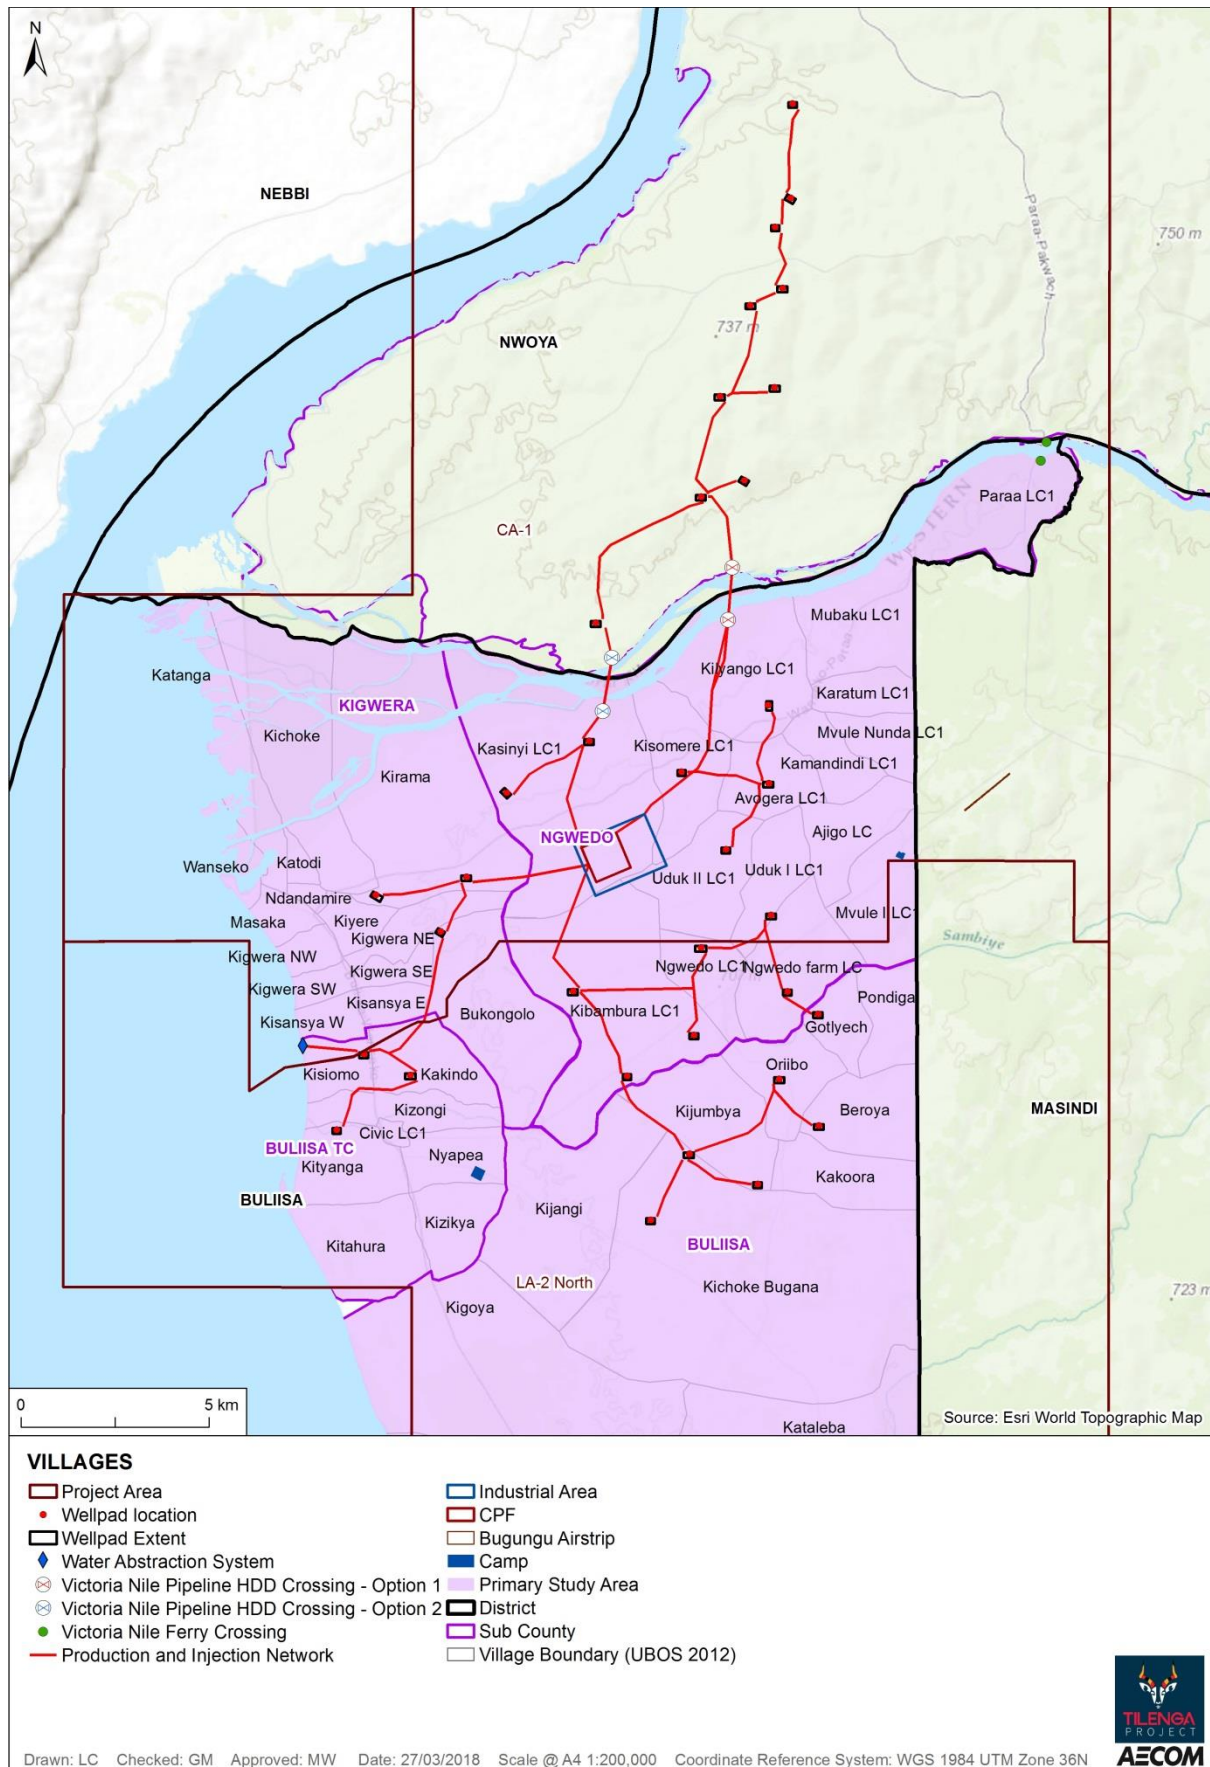 N
NEBBI
Paraa-Pakwach
750 m
737 m
NWOYA
CA-1
WESTERN
Paraa LC1
Mubaku LC1
Katanga
Kilyango LC1
KIGWERA
Karatum LC1
Kichoke
Mvule Nunda LC1
Kasinyi LC1
Kisomere LC1
Kamandindi LC1
Kirama
Avogera LC1
NGWEDO
Ajigo LC
Wanseko
Katodi
Uduk II LC1
Uduk I LC1
Ndandamire
Masaka
Kiyere
Mvule I LC1
Kigwera NE
Sambiye
Kigwera NW
Kigwera SE
Ngwedo LC1
Ngwedo farm LC
Kigwera SW
Kisansya E
Pondiga
Kisansya W
Bukongolo
Kibambura LC1
Gotlyech
Kisiomo
Kakindo
Oriibo
Kizongi
Kijumbya
Beroya
MASINDI
Civic LC1
BULIISA TC
Nyapea
Kityanga
Kakoora
BULIISA
Kijangi
Kizikya
Kitahura
BULIISA
LA-2 North
Kichoke Bugana
723 m
Kigoya
0 5 km
Kataleba
Source: Esri World Topographic Map
VILLAGES
Project Area
Wellpad location
Wellpad Extent
Water Abstraction System
Victoria Nile Pipeline HDD Crossing - Option 1
Victoria Nile Pipeline HDD Crossing - Option 2
Victoria Nile Ferry Crossing
Production and Injection Network
Industrial Area
CPF
Bugungu Airstrip
Camp
Primary Study Area
District
Sub County
Village Boundary (UBOS 2012)
TILENGA
PROJECT
AECOM
Drawn: LC Checked: GM Approved: MW Date: 27/03/2018 Scale @ A4 1:200,000 Coordinate Reference System: WGS 1984 UTM Zone 36N